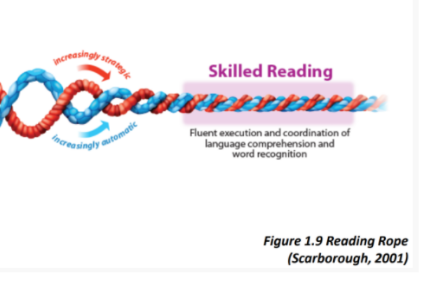 increasingly strategic
Skilled Reading
increasingly automatic
Fluent execution and coordination of
language comprehension and
word recognition
Figure 1.9 Reading Rope
(Scarborough, 2001)